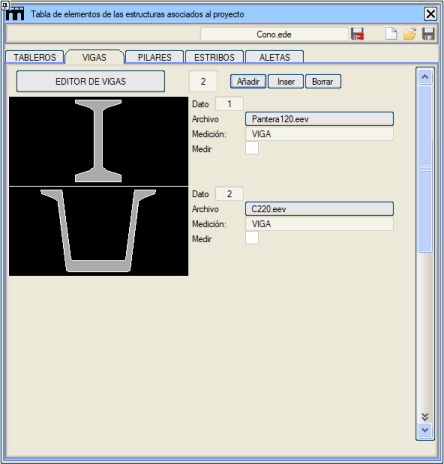 Tabla de elementos de las estructuras asociados al proyecto
Cono.ede
TABLEROS VIGAS PILARES ESTRIBOS ALETAS
EDITOR DE VIGAS 2 Añadir Inser Borrar
Dato 1
Archivo Pantera120.eev
Medición: VIGA
Medir
Dato 2
Archivo C220.eev
Medición: VIGA
Medir